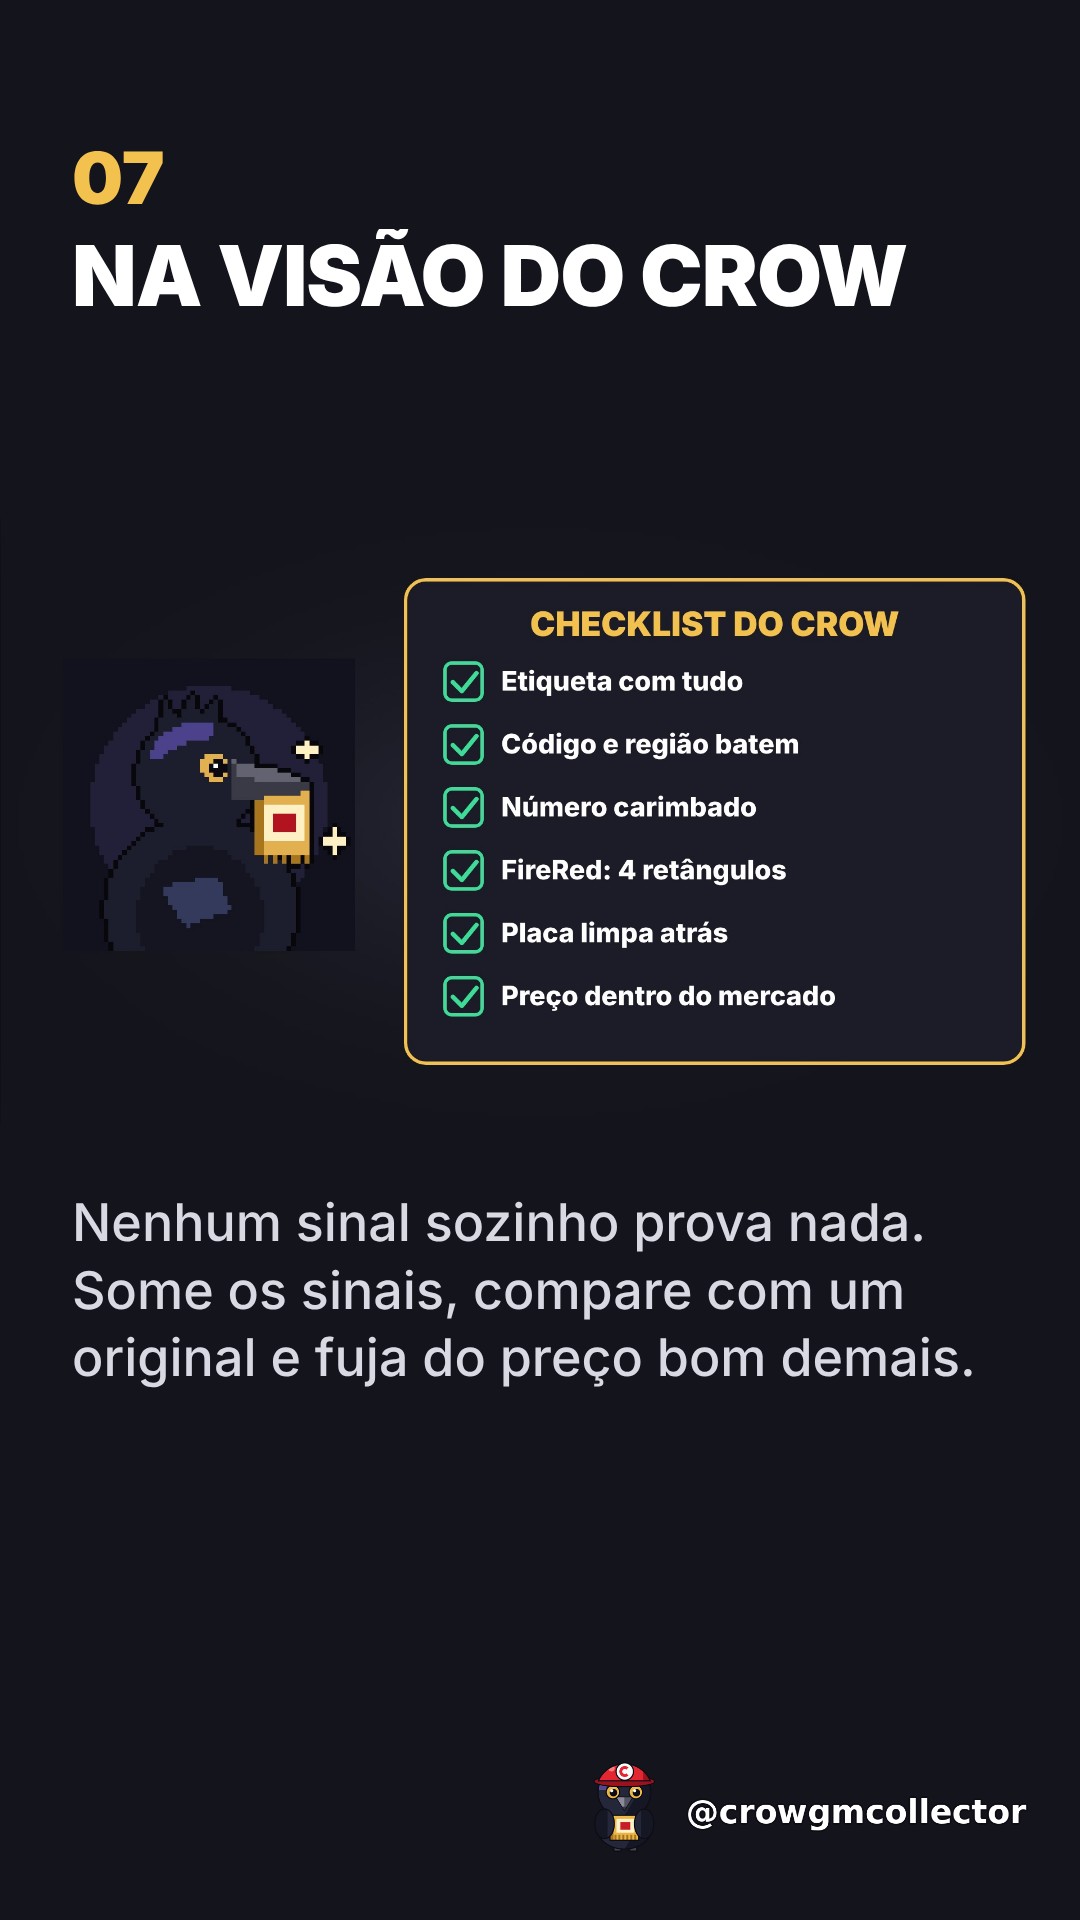 07
NA VISÃO DO CROW
CHECKLIST DO CROW
Etiqueta com tudo
Código e região batem
Número carimbado
FireRed: 4 retângulos
Placa limpa atrás
Preço dentro do mercado
Nenhum sinal sozinho prova nada.
Some os sinais, compare com um
original e fuja do preço bom demais.
C
@crowgmcollector